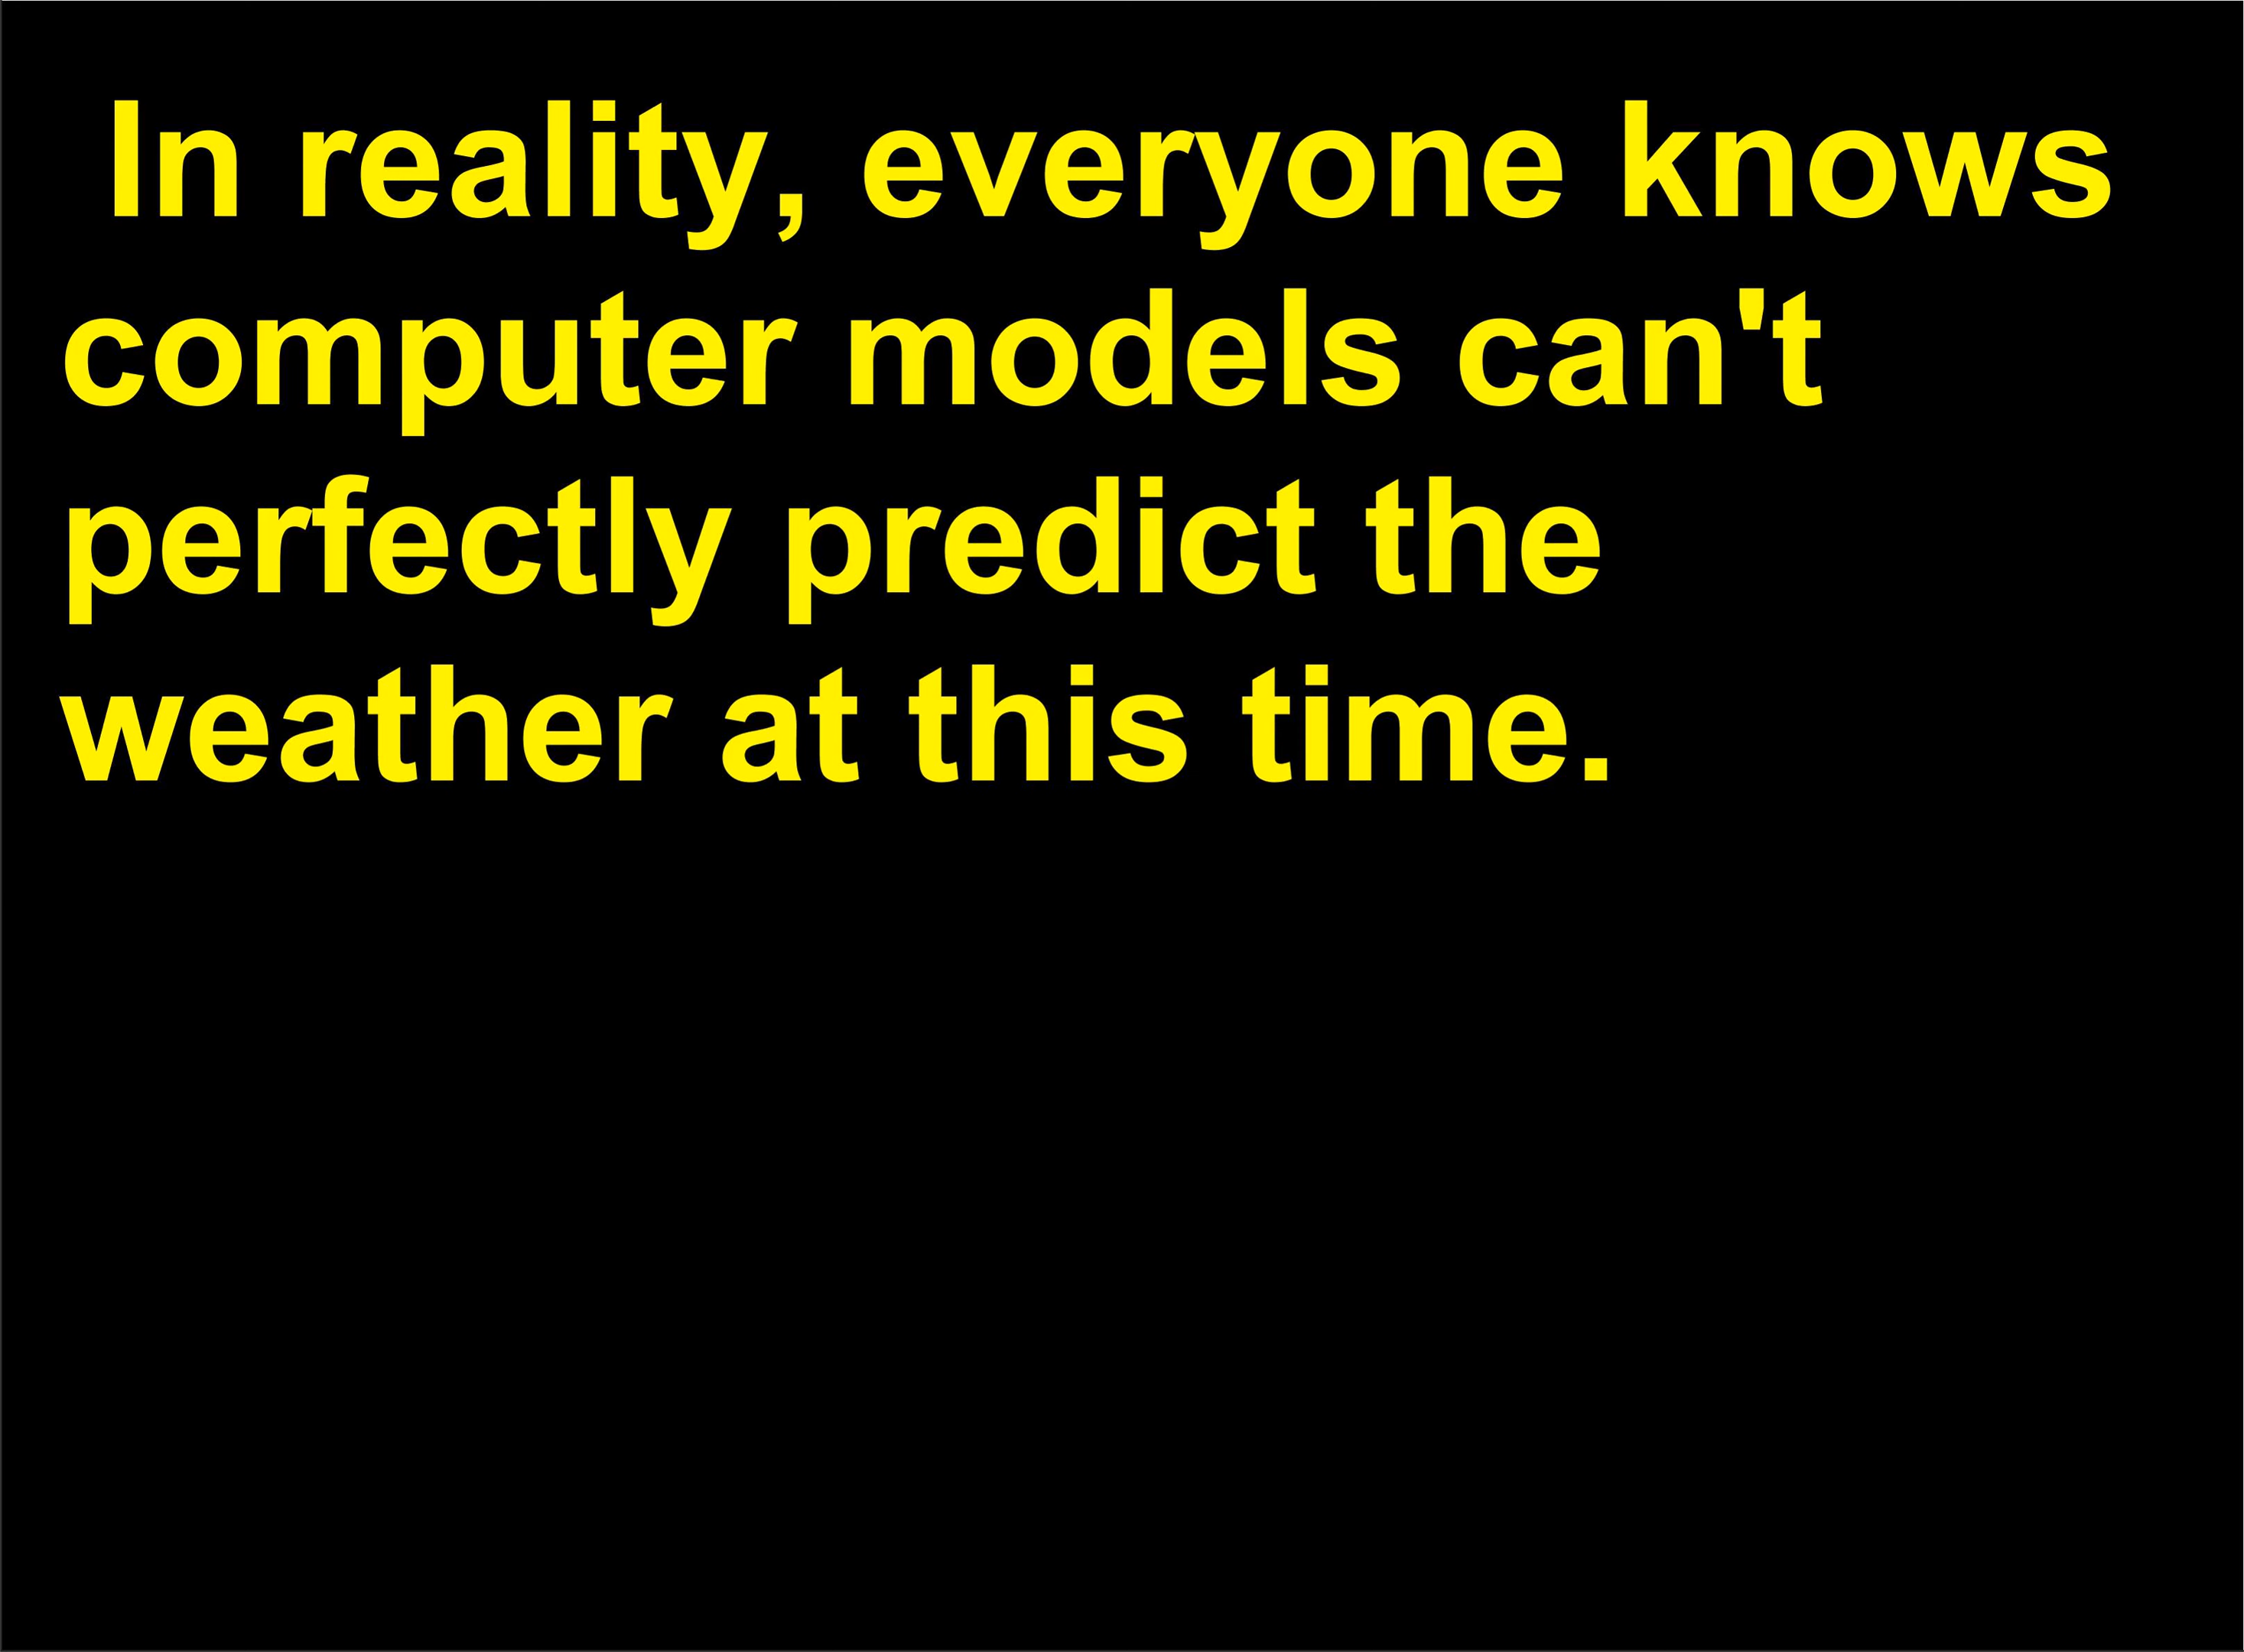 In reality, everyone knows
computer models can't
perfectly predict the
weather at this time.